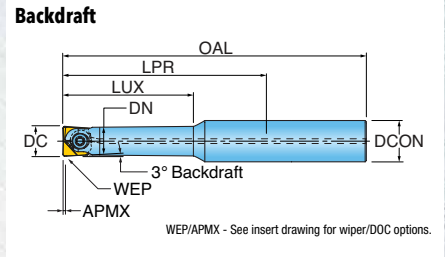 Backdraft
OAL
LPR
LUX
DN
DC
DCON
3° Backdraft
WEP
APMX
WEP/APMX - See insert drawing for wiper/DOC options.